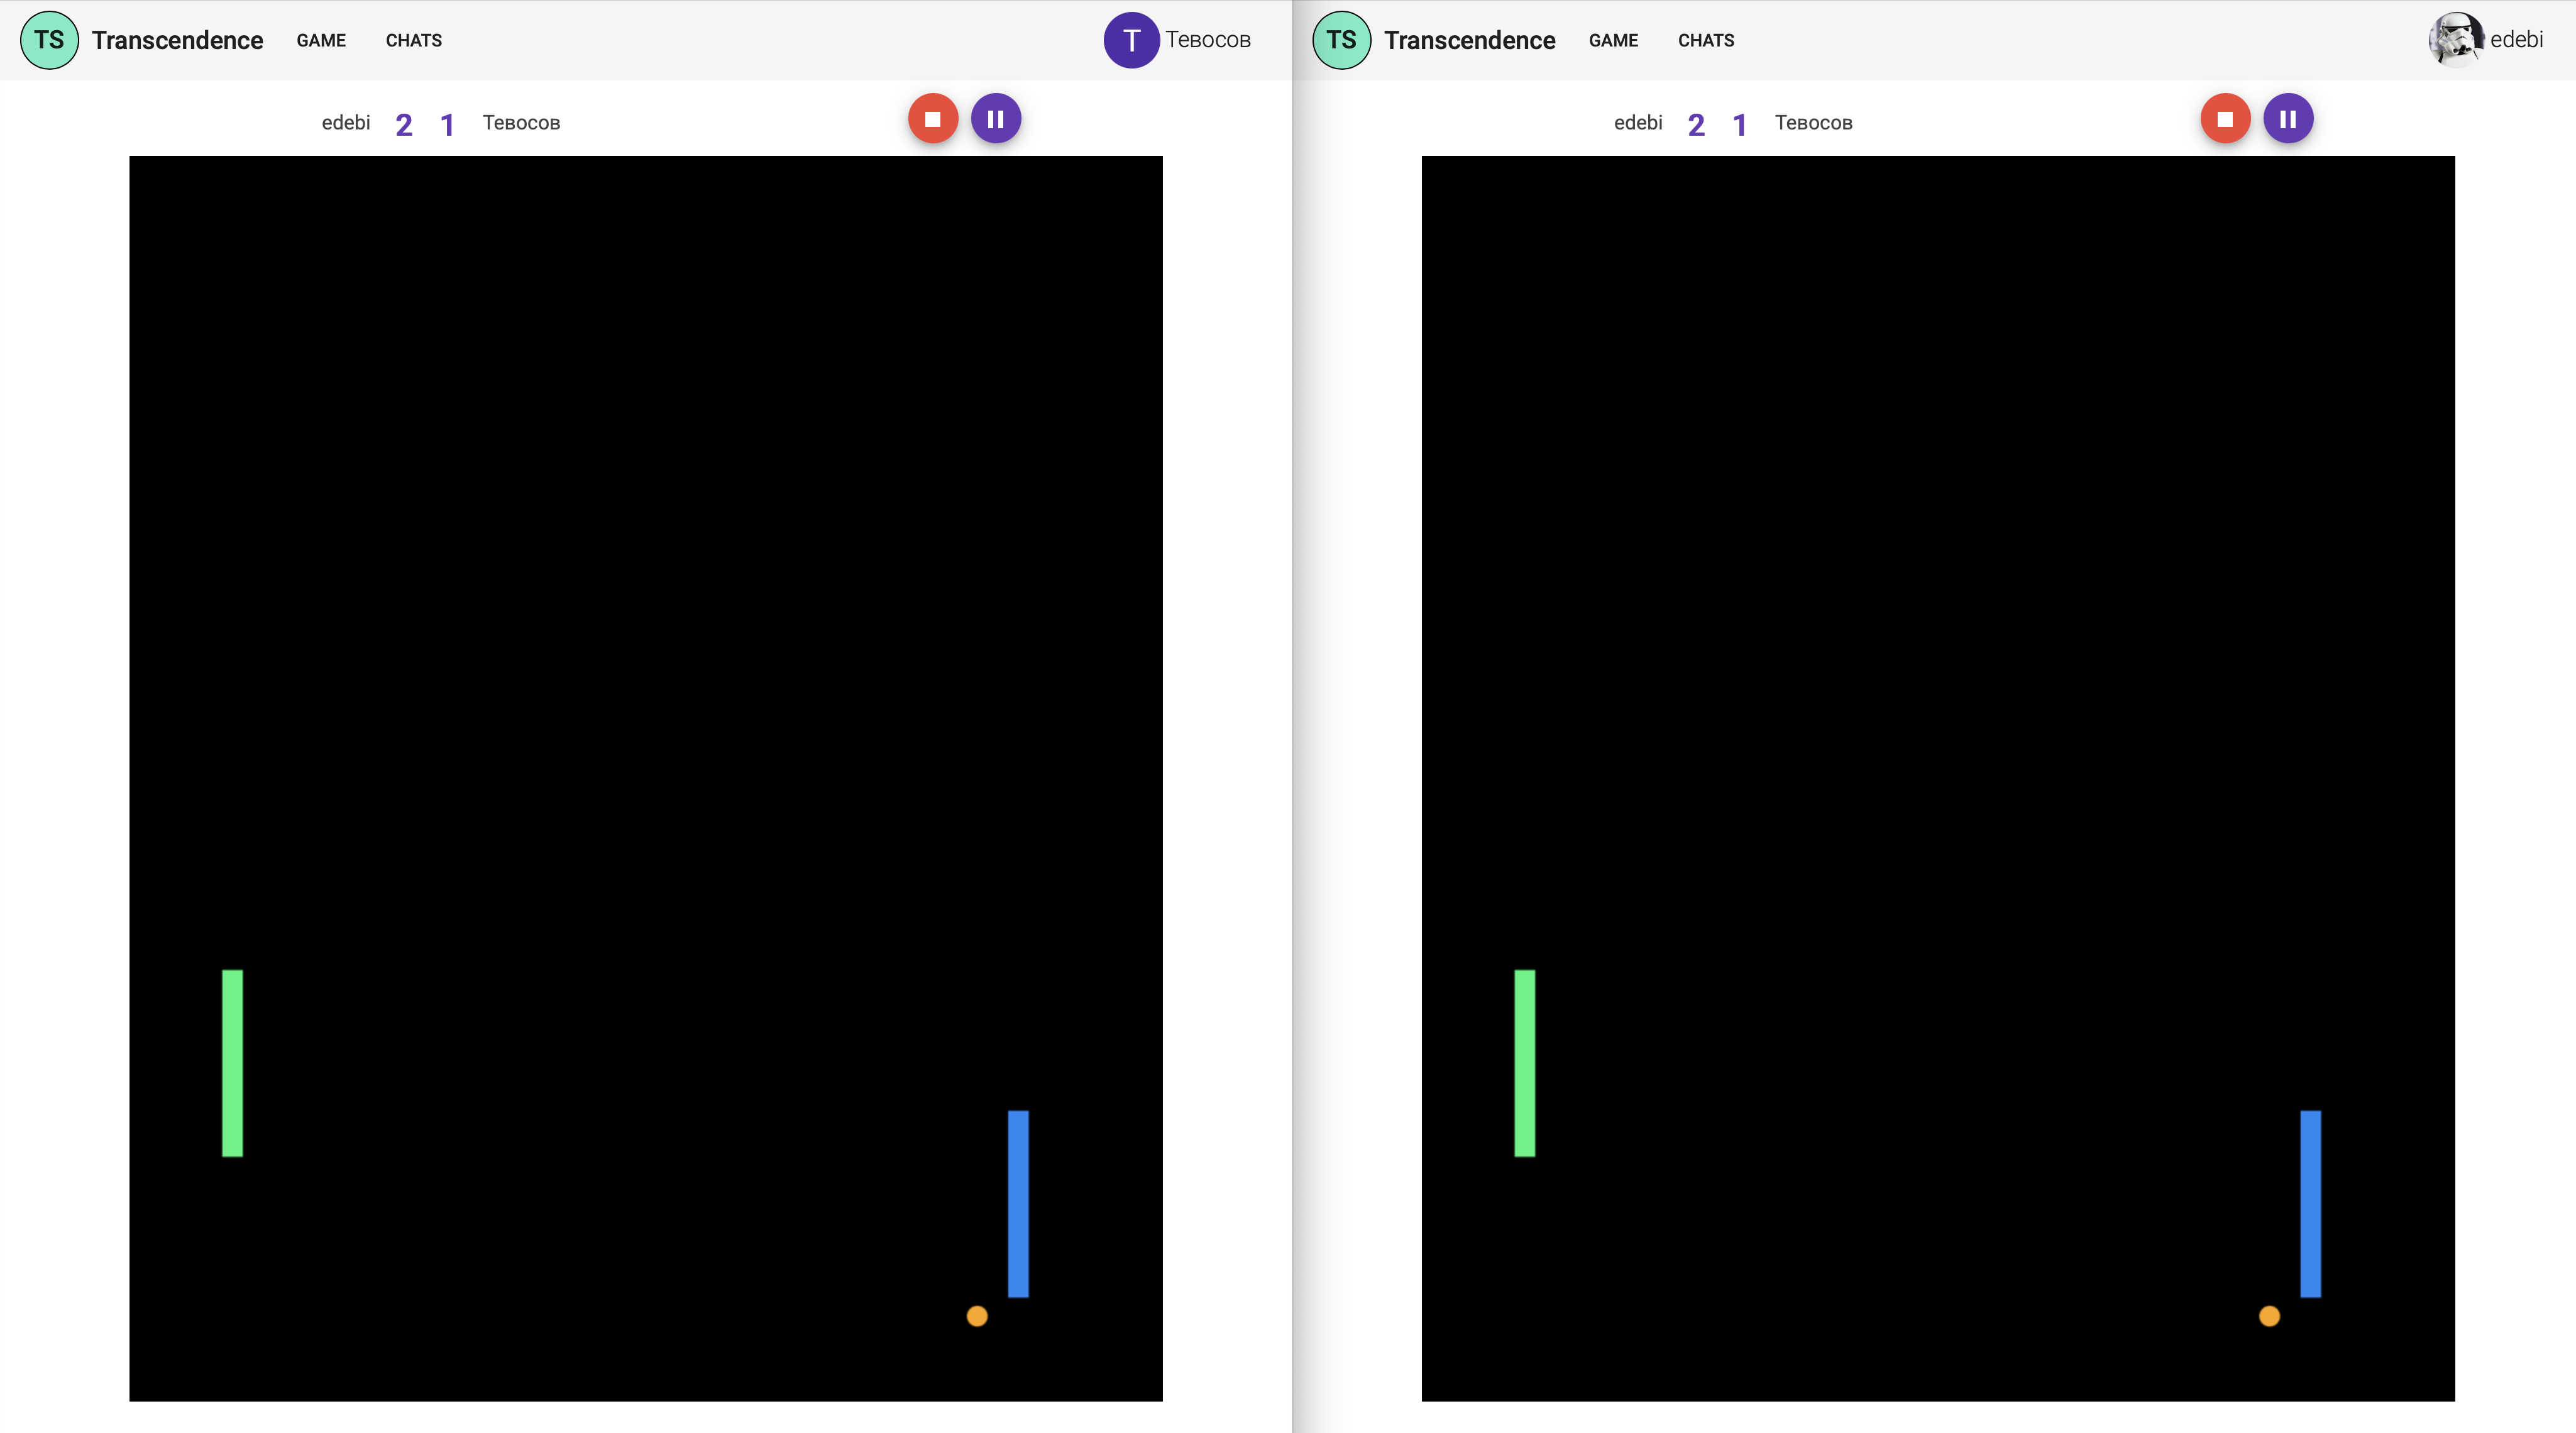 TS Transcendence GAME CHATS T Тевосов
edebi 2 1 Тевосов
TS Transcendence GAME CHATS edebi
edebi 2 1 Тевосов